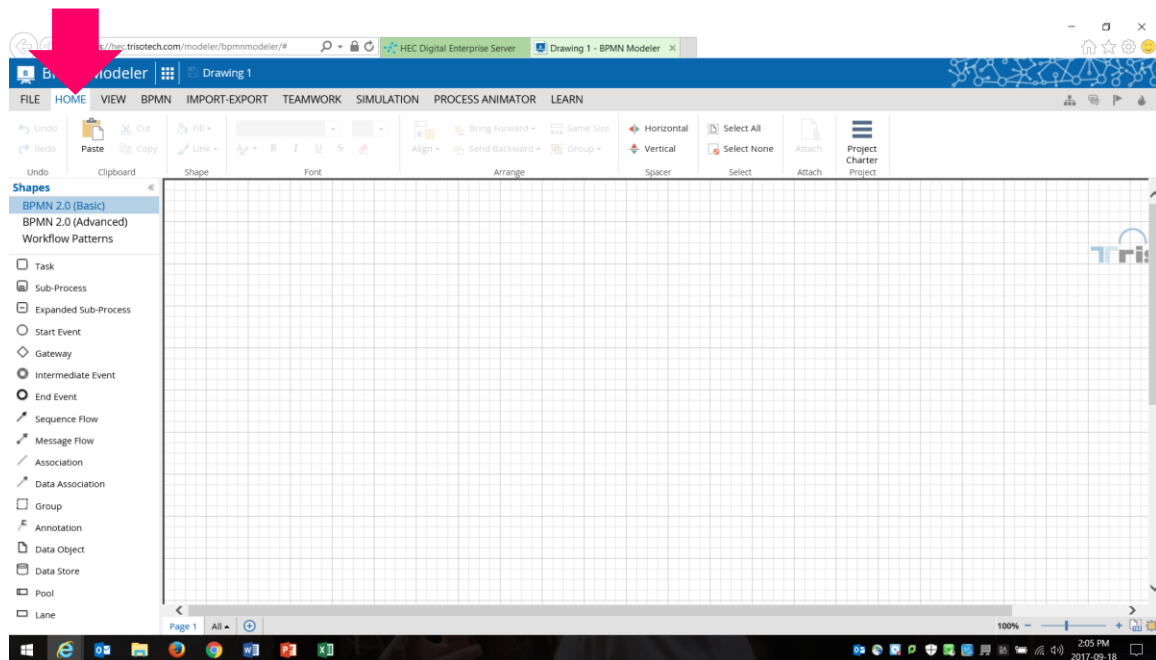 s://hec.trisotech.com/modeler/bpmnmodeler/#
HEC Digital Enterprise Server
Drawing 1 - BPMN Modeler
Drawing 1
FILE HOME VIEW BPMN IMPORT-EXPORT TEAMWORK SIMULATION PROCESS ANIMATOR LEARN
Undo
Redo
Undo
Paste
Cut
Copy
Clipboard
Fill
Line
Shape
B I U S
Font
Align
Bring Forward
Send Backward
Same Size
Group
Arrange
Horizontal
Vertical
Spacer
Select All
Select None
Select
Attach
Attach
Project
Charter
Project
Shapes
BPMN 2.0 (Basic)
BPMN 2.0 (Advanced)
Workflow Patterns
Task
Sub-Process
Expanded Sub-Process
Start Event
Gateway
Intermediate Event
End Event
Sequence Flow
Message Flow
Association
Data Association
Group
Annotation
Data Object
Data Store
Pool
Lane
Tris
Page 1 All
100%
2:05 PM
2017-09-18